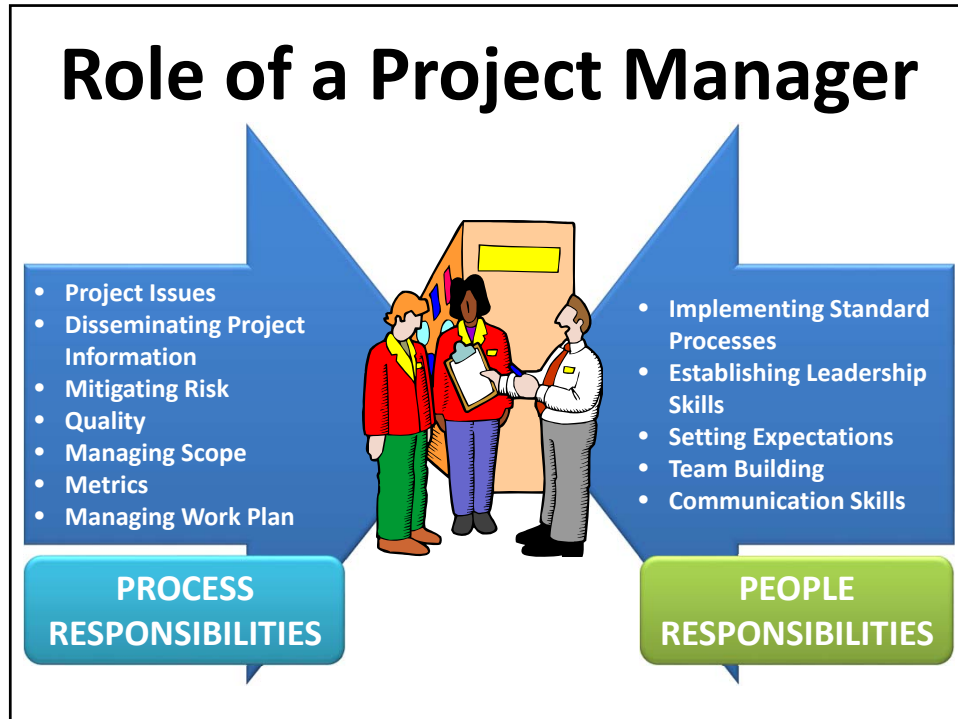 Role of a Project Manager
• Project Issues
• Disseminating Project
Information
• Mitigating Risk
• Quality
• Managing Scope
• Metrics
• Managing Work Plan
PROCESS
RESPONSIBILITIES
• Implementing Standard
Processes
• Establishing Leadership
Skills
• Setting Expectations
• Team Building
• Communication Skills
PEOPLE
RESPONSIBILITIES